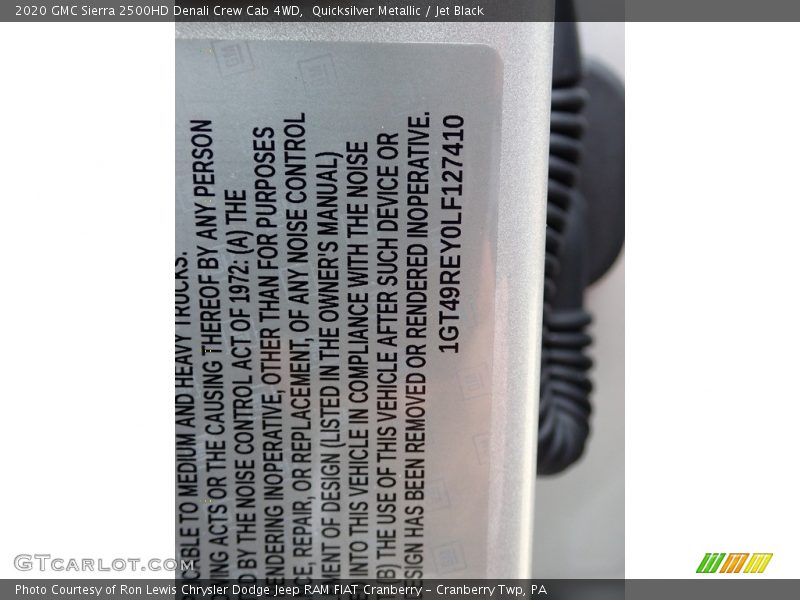 2020 GMC Sierra 2500HD Denali Crew Cab 4WD, Quicksilver Metallic / Jet Black
CABLE TO MEDIUM AND HEAVY TRUCKS.
ING ACTS OR THE CAUSING THEREOF BY ANY PERSON
D BY THE NOISE CONTROL ACT OF 1972: (A) THE
ENDERING INOPERATIVE, OTHER THAN FOR PURPOSES
CE, REPAIR, OR REPLACEMENT, OF ANY NOISE CONTROL
MENT OF DESIGN (LISTED IN THE OWNER'S MANUAL)
INTO THIS VEHICLE IN COMPLIANCE WITH THE NOISE
(B) THE USE OF THIS VEHICLE AFTER SUCH DEVICE OR
ESIGN HAS BEEN REMOVED OR RENDERED INOPERATIVE.
1GT49REY0LF127410
GTcarlot.com
Photo Courtesy of Ron Lewis Chrysler Dodge Jeep RAM FIAT Cranberry - Cranberry Twp, PA